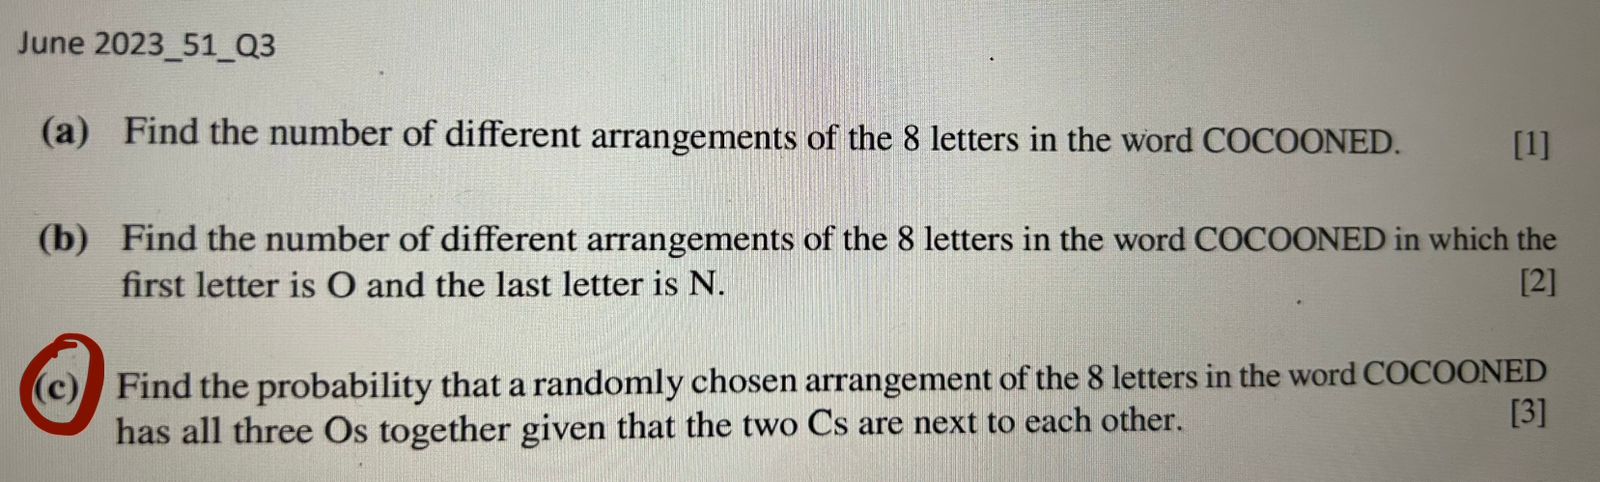 June 2023_51_Q3
(a) Find the number of different arrangements of the 8 letters in the word COCOONED. [1]
(b) Find the number of different arrangements of the 8 letters in the word COCOONED in which the
first letter is O and the last letter is N. [2]
(c) Find the probability that a randomly chosen arrangement of the 8 letters in the word COCOONED
has all three Os together given that the two Cs are next to each other. [3]